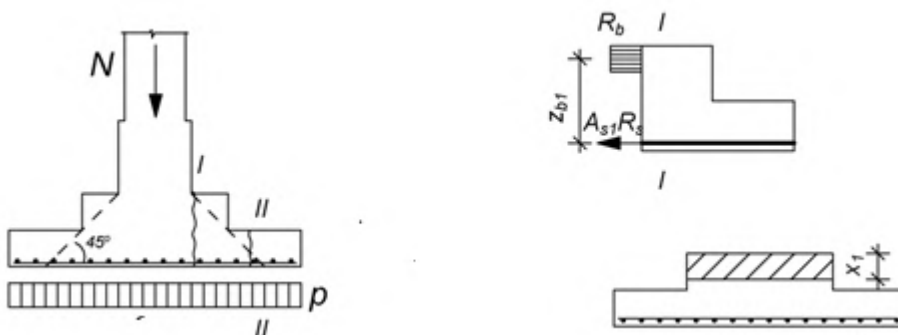 N
I
II
45°
p
II
R_b I
z_b1
A_s1R_s
I
x_1